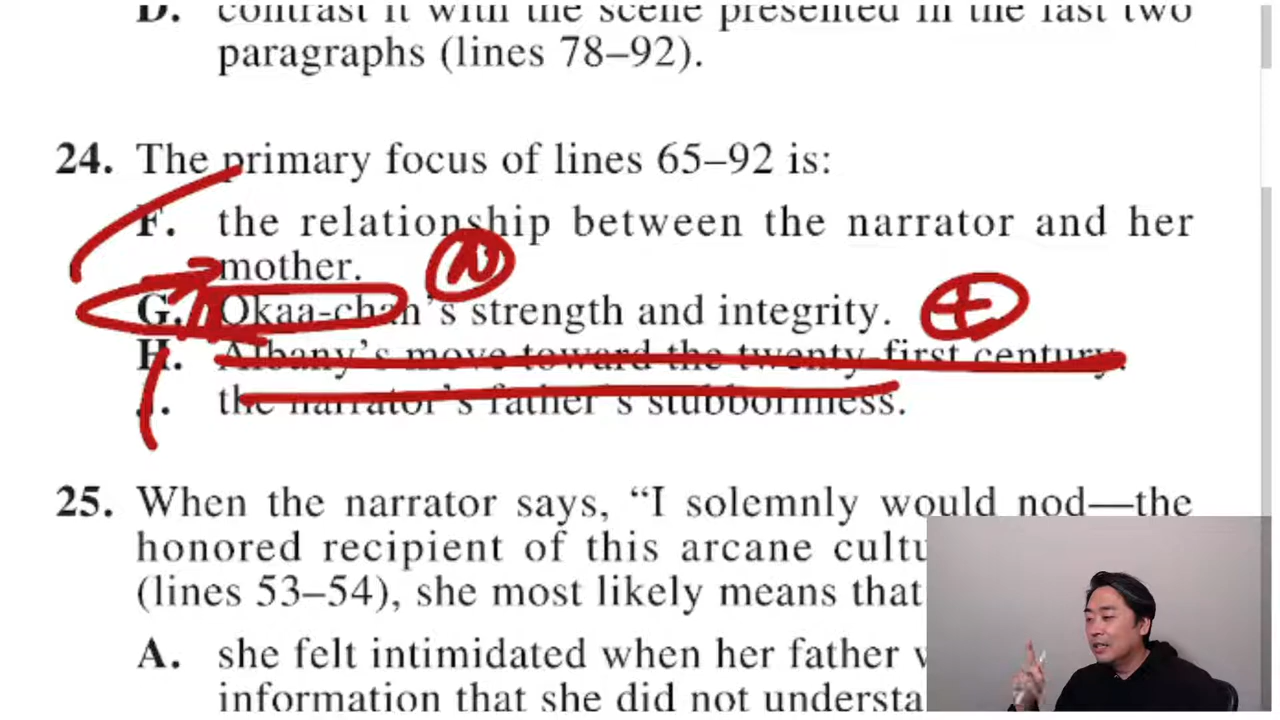 D. contrast it with the scene presented in the last two
paragraphs (lines 78–92).
24. The primary focus of lines 65–92 is:
F. the relationship between the narrator and her
mother. N
G. Okaa-chan's strength and integrity. +
H. Albany's move toward the twenty-first century.
the narrator's father's stubbornness.
25. When the narrator says, “I solemnly would nod—the
honored recipient of this arcane
(lines 53–54), she most likely means that
A. she felt intimidated when her father
information that she did not